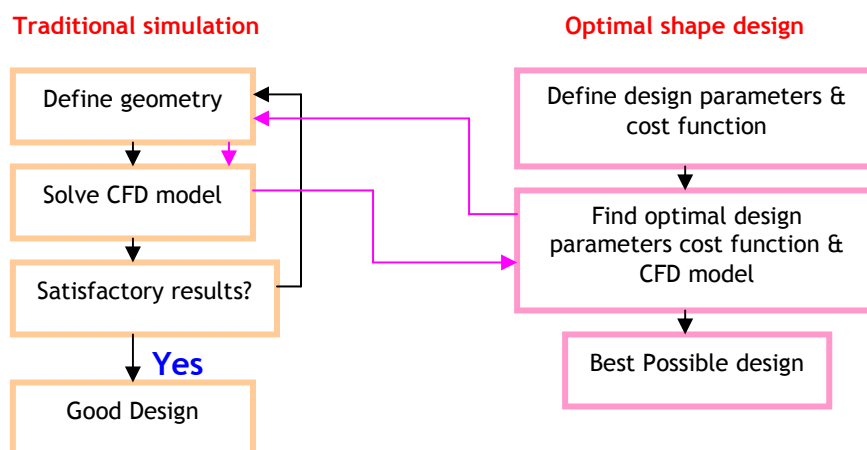 Traditional simulation
Define geometry
Solve CFD model
Satisfactory results?
Yes
Good Design
Optimal shape design
Define design parameters &
cost function
Find optimal design
parameters cost function &
CFD model
Best Possible design